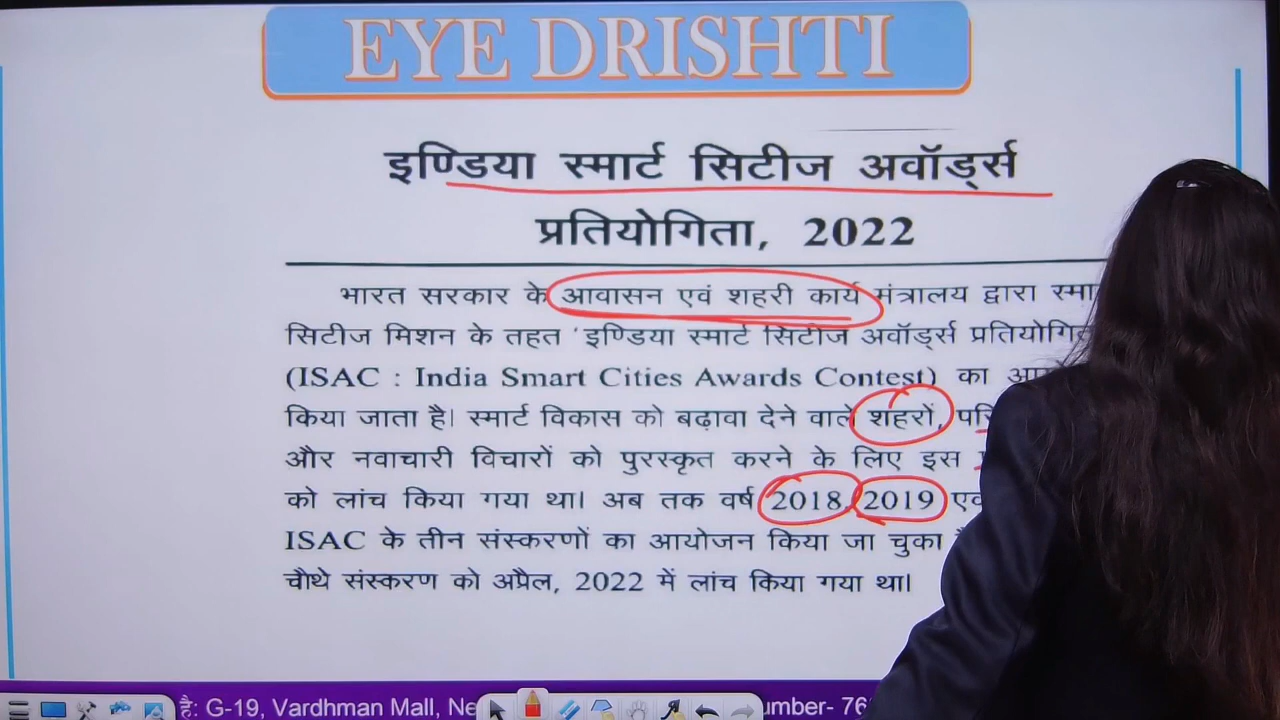 EYE DRISHTI
इण्डिया स्मार्ट सिटीज अवॉर्ड्स
प्रतियोगिता, 2022
भारत सरकार के आवासन एवं शहरी कार्य मंत्रालय द्वारा
सिटीज मिशन के तहत 'इण्डिया स्मार्ट सिटीज अवॉर्ड्स
(ISAC : India Smart Cities Awards Contest) का
किया जाता है। स्मार्ट विकास को बढ़ावा देने वाले शहरों,
और नवाचारी विचारों को पुरस्कृत करने के लिए इस
को लांच किया गया था। अब तक वर्ष 2018, 2019
ISAC के तीन संस्करणों का आयोजन किया जा चुका
चौथे संस्करण को अप्रैल, 2022 में लांच किया गया था।
है: G-19, Vardhman Mall,